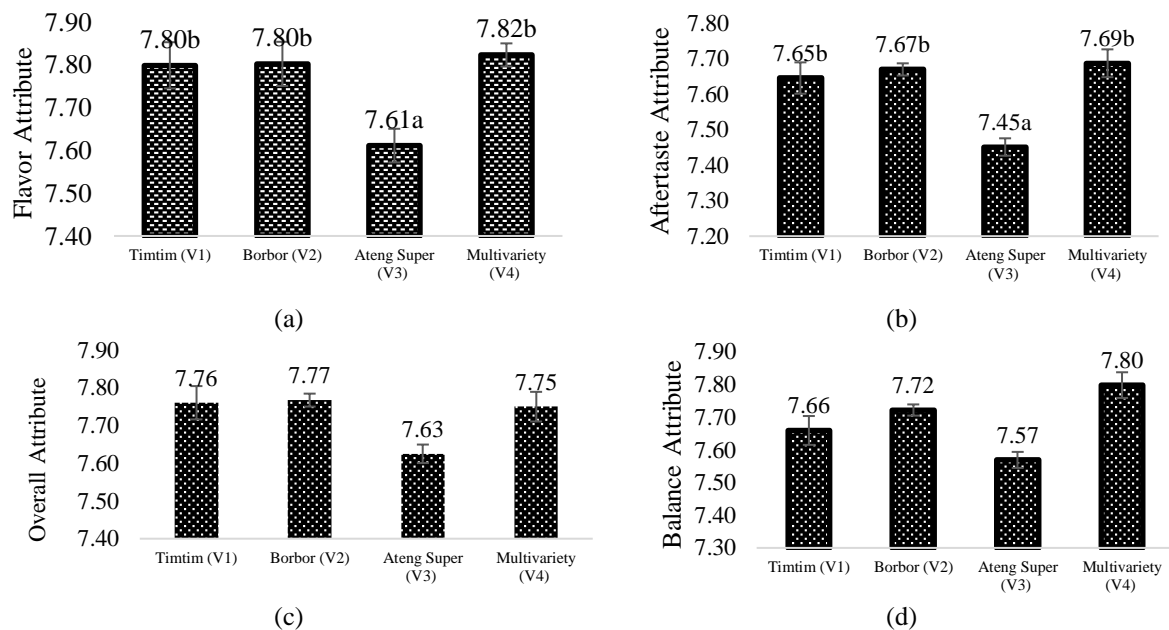 Flavor Attribute
7.90
7.80
7.70
7.60
7.50
7.40
7.80b
7.80b
7.61a
7.82b
Timtim (V1)
Borbor (V2)
Ateng Super
(V3)
Multivariety
(V4)
(a)
Aftertaste Attribute
7.80
7.70
7.60
7.50
7.40
7.30
7.20
7.65b
7.67b
7.45a
7.69b
Timtim (V1)
Borbor (V2)
Ateng Super
(V3)
Multivariety
(V4)
(b)
Overall Attribute
7.90
7.80
7.70
7.60
7.50
7.40
7.76
7.77
7.63
7.75
Timtim (V1)
Borbor (V2)
Ateng Super
(V3)
Multivariety
(V4)
(c)
Balance Attribute
7.90
7.80
7.70
7.60
7.50
7.40
7.30
7.66
7.72
7.57
7.80
Timtim (V1)
Borbor (V2)
Ateng Super
(V3)
Multivariety
(V4)
(d)